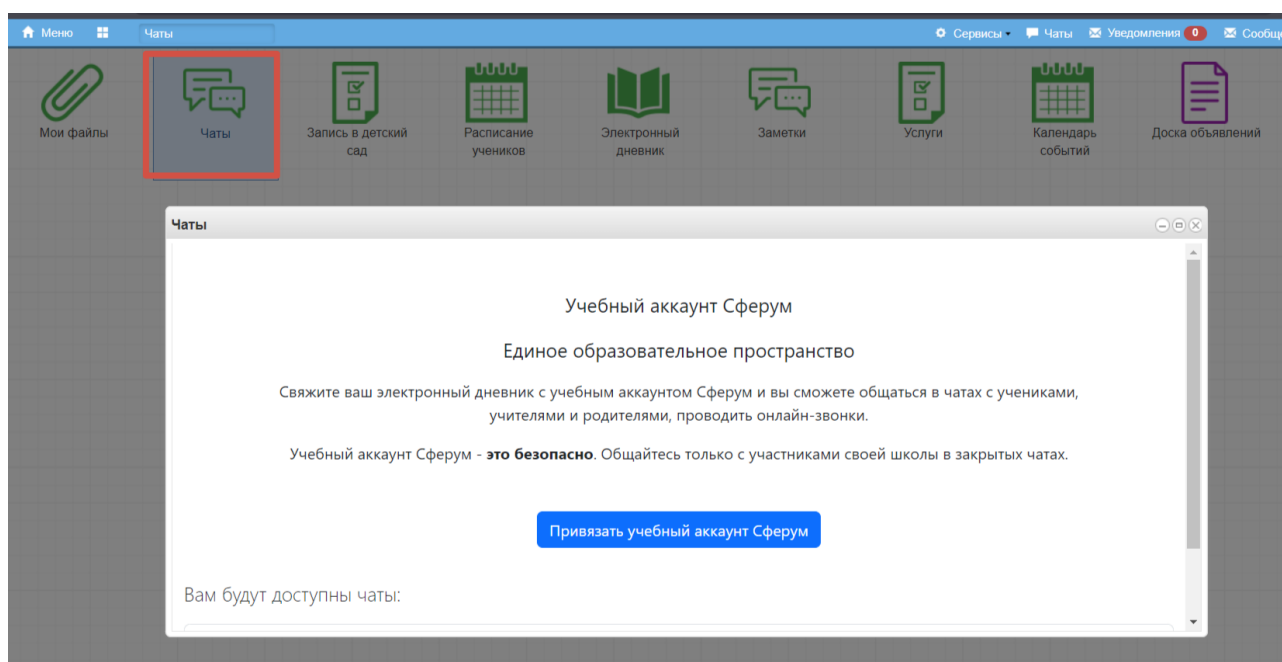 Меню
Чаты
Сервисы
Чаты
Уведомления 0
Мои файлы
Чаты
Запись в детский
сад
Расписание
учеников
Электронный
дневник
Заметки
Услуги
Календарь
событий
Доска объявлений
Чаты
Учебный аккаунт Сферум
Единое образовательное пространство
Свяжите ваш электронный дневник с учебным аккаунтом Сферум и вы сможете общаться в чатах с учениками,
учителями и родителями, проводить онлайн-звонки.
Учебный аккаунт Сферум - это безопасно. Общайтесь только с участниками своей школы в закрытых чатах.
Привязать учебный аккаунт Сферум
Вам будут доступны чаты: